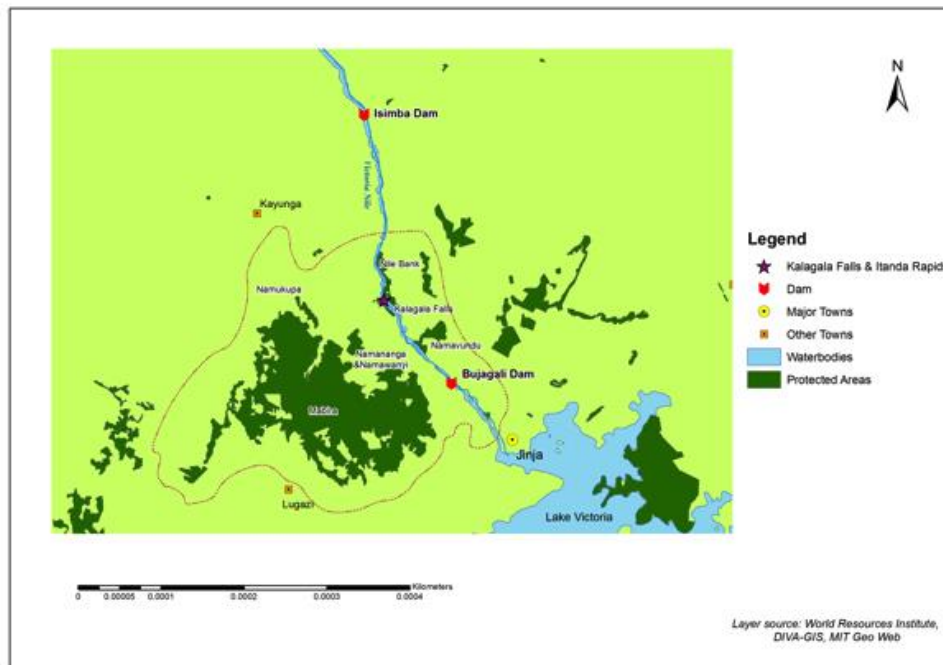 N
Isimba Dam
Victoria Nile
Kayunga
Nile Bank
Namukupa
Kalagala Falls
Namavundu
Namananga
&Namawanyi
Bujagali Dam
Mabira
Jinja
Lugazi
Lake Victoria
Legend
Kalagala Falls & Itanda Rapid
Dam
Major Towns
Other Towns
Waterbodies
Protected Areas
Kilometers
0 0.00005 0.0001 0.0002 0.0003 0.0004
Layer source: World Resources Institute,
DIVA-GIS, MIT Geo Web